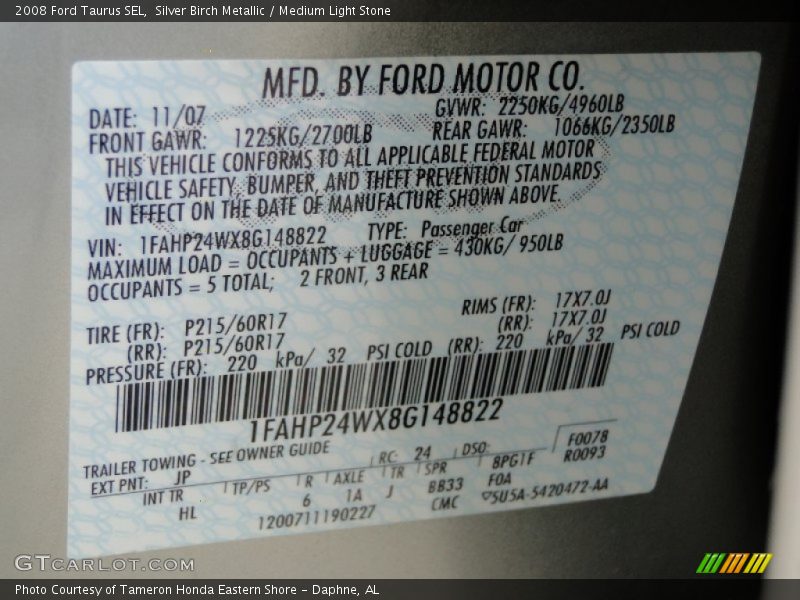 2008 Ford Taurus SEL,  Silver Birch Metallic / Medium Light Stone
MFD. BY FORD MOTOR CO.
DATE: 11/07 GVWR: 2250KG/4960LB
FRONT GAWR: 1225KG/2700LB REAR GAWR: 1066KG/2350LB
THIS VEHICLE CONFORMS TO ALL APPLICABLE FEDERAL MOTOR
VEHICLE SAFETY, BUMPER, AND THEFT PREVENTION STANDARDS
IN EFFECT ON THE DATE OF MANUFACTURE SHOWN ABOVE.
VIN: 1FAHP24WX8G148822 TYPE: Passenger Car
MAXIMUM LOAD = OCCUPANTS + LUGGAGE = 430KG/ 950LB
OCCUPANTS = 5 TOTAL; 2 FRONT, 3 REAR
TIRE (FR): P215/60R17 RIMS (FR): 17X7.0J
(RR): P215/60R17 (RR): 17X7.0J
PRESSURE (FR): 220 kPa/ 32 PSI COLD (RR): 220 kPa/ 32 PSI COLD
1FAHP24WX8G148822
TRAILER TOWING - SEE OWNER GUIDE
EXT PNT: JP RC: 24 DSO: F0078
INT TR TP/PS R AXLE TR SPR 8PG1F R0093
HL 6 1A J BB33 F0A
1200711190227 CMC ▽5U5A-5420472-AA
GTCARLOT.COM
Photo Courtesy of Tameron Honda Eastern Shore – Daphne, AL